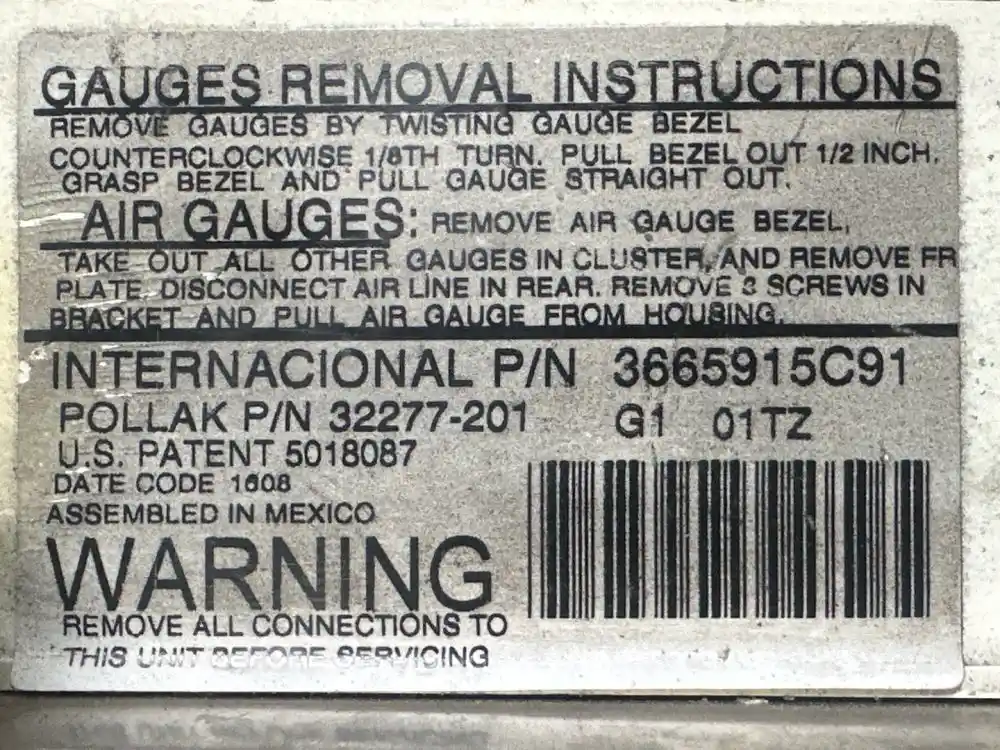 GAUGES REMOVAL INSTRUCTIONS
REMOVE GAUGES BY TWISTING GAUGE BEZEL
COUNTERCLOCKWISE 1/8TH TURN. PULL BEZEL OUT 1/2 INCH.
GRASP BEZEL AND PULL GAUGE STRAIGHT OUT.
AIR GAUGES: REMOVE AIR GAUGE BEZEL,
TAKE OUT ALL OTHER GAUGES IN CLUSTER, AND REMOVE FR
PLATE. DISCONNECT AIR LINE IN REAR. REMOVE 3 SCREWS IN
BRACKET AND PULL AIR GAUGE FROM HOUSING.
INTERNACIONAL P/N 3665915C91
POLLAK P/N 32277-201 G1 01TZ
U.S. PATENT 5018087
DATE CODE 1608
ASSEMBLED IN MEXICO
WARNING
REMOVE ALL CONNECTIONS TO
THIS UNIT BEFORE SERVICING